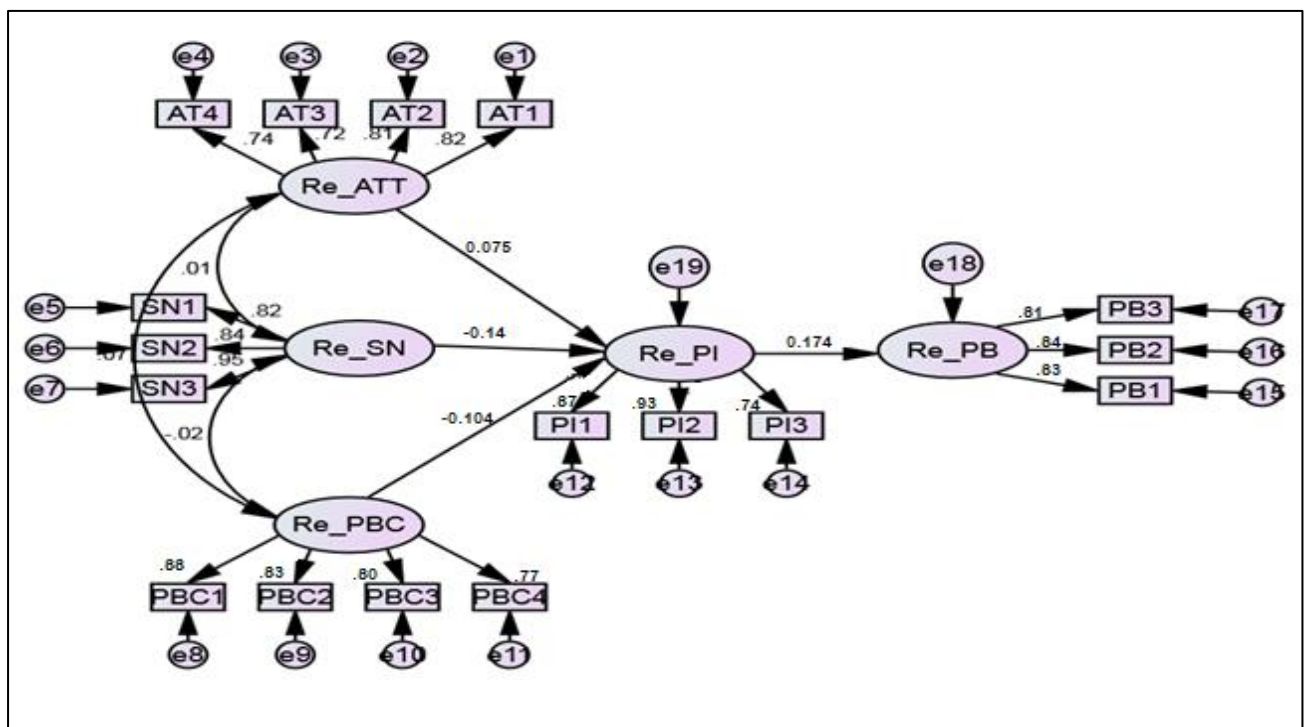 e4 e3 e2 e1
AT4 AT3 AT2 AT1
.74 .72 .81 .82
Re_ATT
0.075
.01
e19 e18
e5 SN1 .82
.81 PB3 e17
e6 SN2 .84 Re_SN -0.14 Re_PI 0.174 Re_PB .84 PB2 e16
.07 .95
e7 SN3
.83 PB1 e15
-.02 -0.104
.87 .93 .74
PI1 PI2 PI3
e12 e13 e14
Re_PBC
.88 .83 .80 .77
PBC1 PBC2 PBC3 PBC4
e8 e9 e10 e11